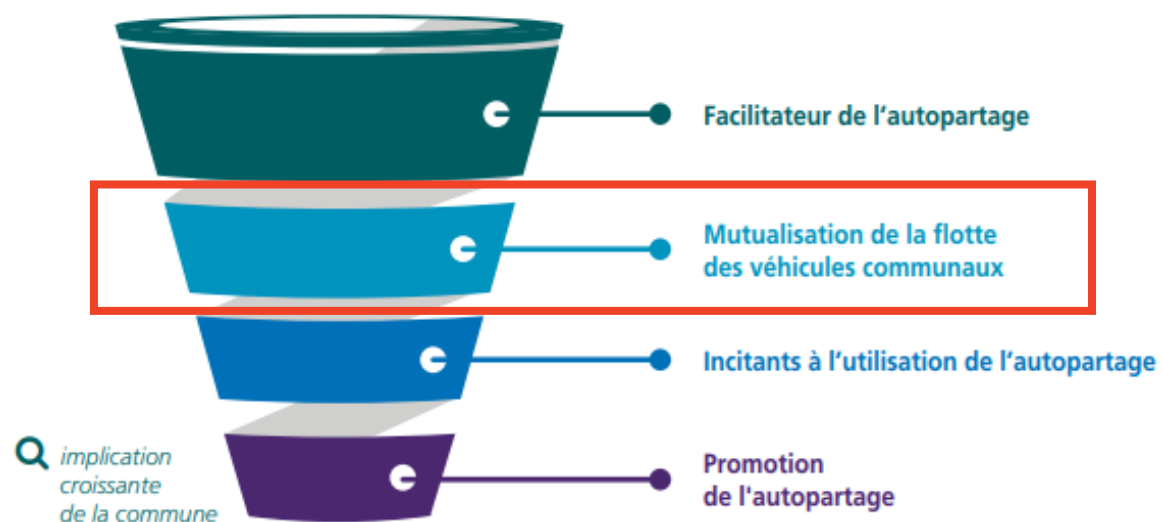 Facilitateur de l’autopartage
Mutualisation de la flotte
des véhicules communaux
Incitants à l’utilisation de l’autopartage
Promotion
de l'autopartage
implication
croissante
de la commune